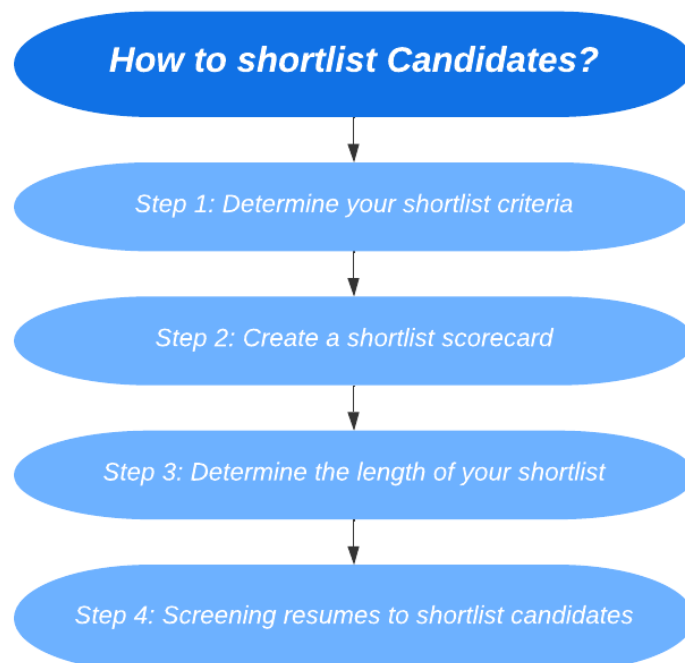 How to shortlist Candidates?
Step 1: Determine your shortlist criteria
Step 2: Create a shortlist scorecard
Step 3: Determine the length of your shortlist
Step 4: Screening resumes to shortlist candidates